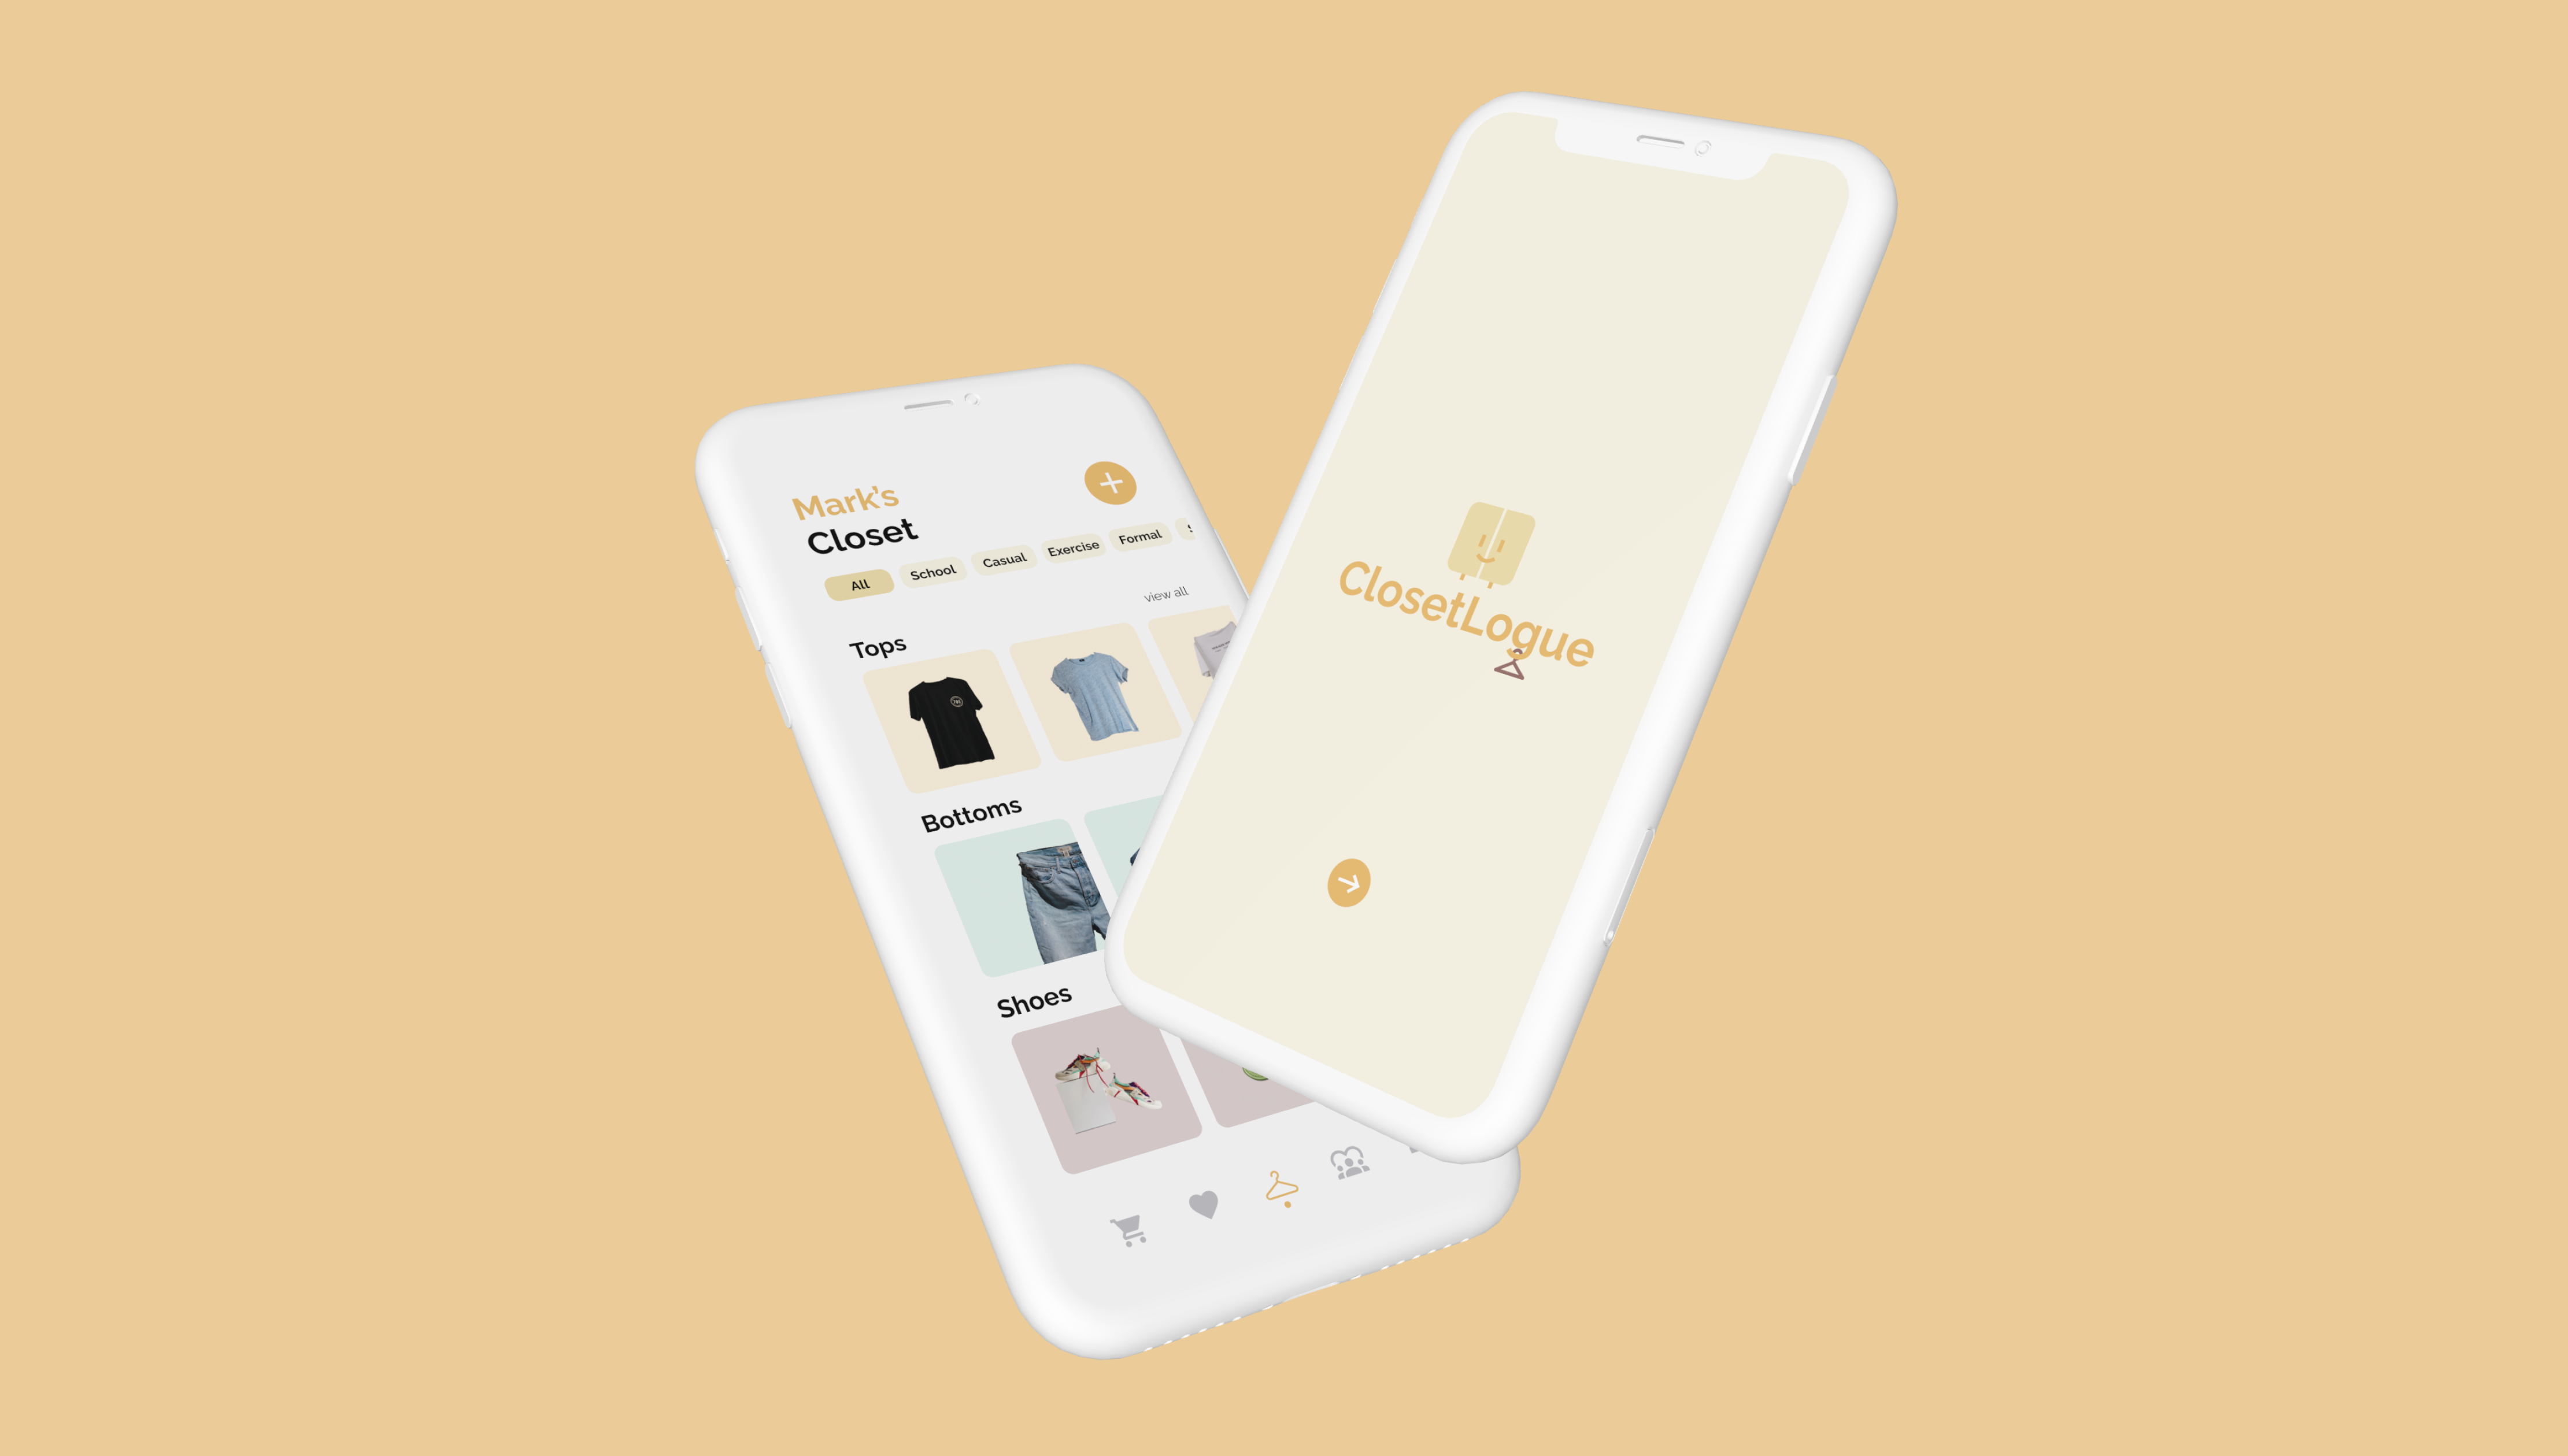 Mark's
Closet
All
School
Casual
Exercise
Formal
view all
Tops
Bottoms
Shoes
ClosetLogue